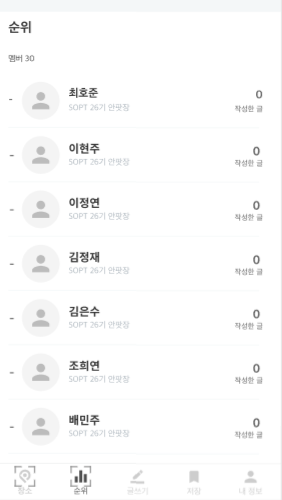 순위
멤버 30
- 최호준 0
SOPT 26기 안팟장 작성한 글
- 이현주 0
SOPT 26기 안팟장 작성한 글
- 이정연 0
SOPT 26기 안팟장 작성한 글
- 김정재 0
SOPT 26기 안팟장 작성한 글
- 김은수 0
SOPT 26기 안팟장 작성한 글
- 조희연 0
SOPT 26기 안팟장 작성한 글
- 배민주 0
SOPT 26기 안팟장 작성한 글
장소 순위 글쓰기 저장 내 정보